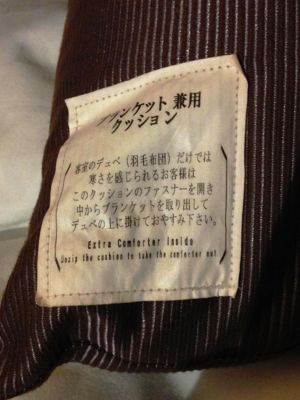 ブランケット 兼用
クッション
客室のデュベ（羽毛布団）だけでは
寒さを感じられるお客様は
このクッションのファスナーを開き
中からブランケットを取り出して
デュベの上に掛けておやすみ下さい。
Extra Comforter Inside
Unzip the cushion to take the comforter out